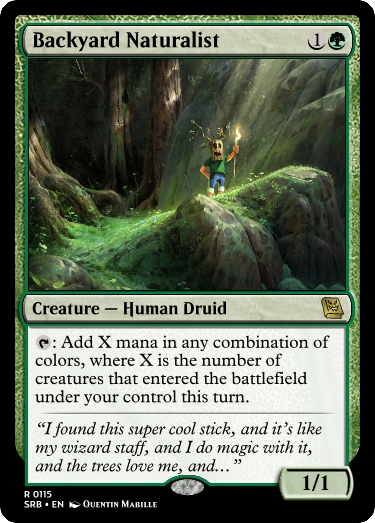 Backyard Naturalist 1
Creature — Human Druid
: Add X mana in any combination of
colors, where X is the number of
creatures that entered the battlefield
under your control this turn.
“I found this super cool stick, and it’s like
my wizard staff, and I do magic with it,
and the trees love me, and…”
1/1
R 0115
SRB • EN Quentin Mabille